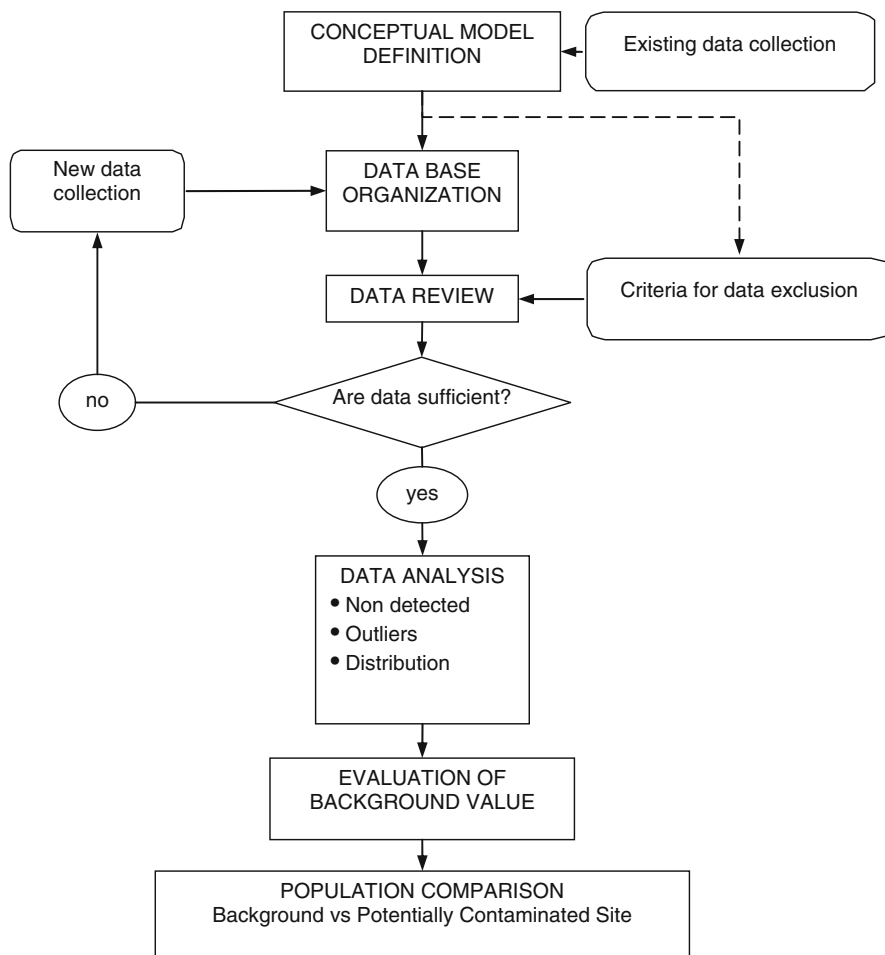 CONCEPTUAL MODEL
DEFINITION
Existing data collection
New data
collection
DATA BASE
ORGANIZATION
DATA REVIEW
Criteria for data exclusion
Are data sufficient?
no
yes
DATA ANALYSIS
• Non detected
• Outliers
• Distribution
EVALUATION OF
BACKGROUND VALUE
POPULATION COMPARISON
Background vs Potentially Contaminated Site